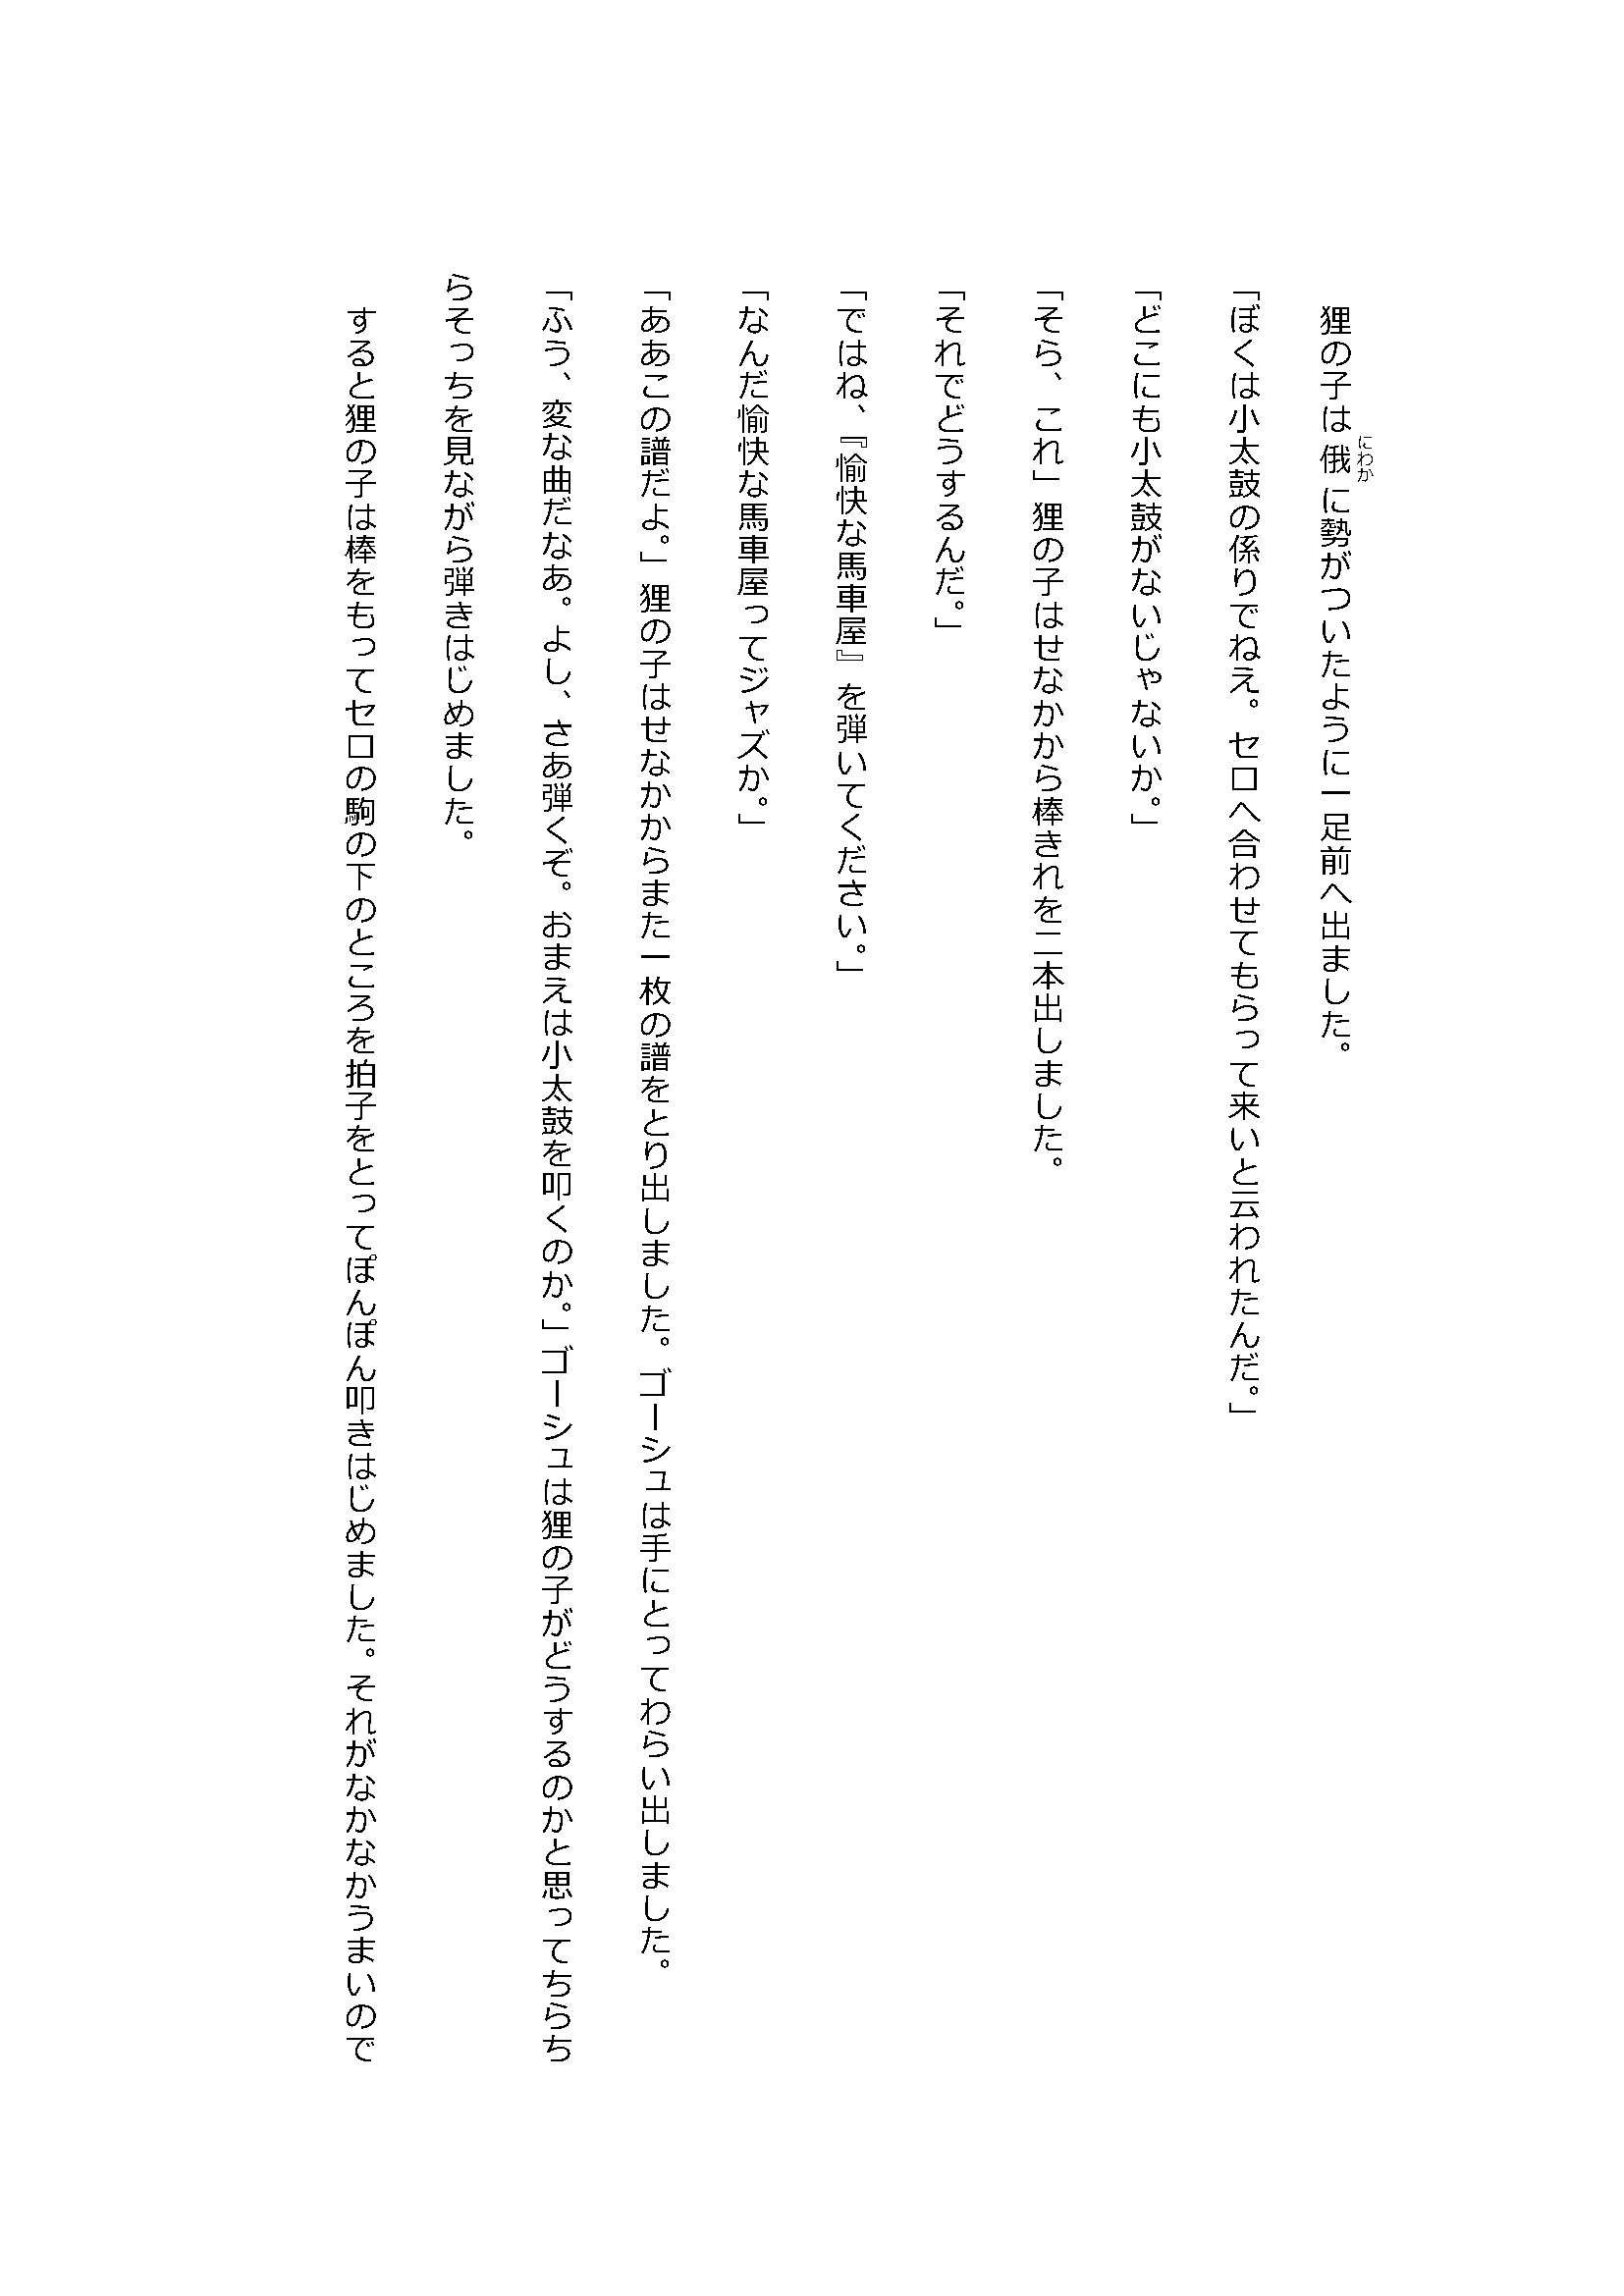 狸の子は俄にわかに勢がついたように一足前へ出ました。
「ぼくは小太鼓の係りでねえ。セロへ合わせてもらって来いと云われたんだ。」
「どこにも小太鼓がないじゃないか。」
「そら、これ」狸の子はせなかから棒きれを二本出しました。
「それでどうするんだ。」
「ではね、『愉快な馬車屋』を弾いてください。」
「なんだ愉快な馬車屋ってジャズか。」
「ああこの譜だよ。」狸の子はせなかからまた一枚の譜をとり出しました。ゴーシュは手にとってわらい出しました。
「ふう、変な曲だなあ。よし、さあ弾くぞ。おまえは小太鼓を叩くのか。」ゴーシュは狸の子がどうするのかと思ってちらち
らそっちを見ながら弾きはじめました。
すると狸の子は棒をもってセロの駒の下のところを拍子をとってぽんぽん叩きはじめました。それがなかなかうまいので